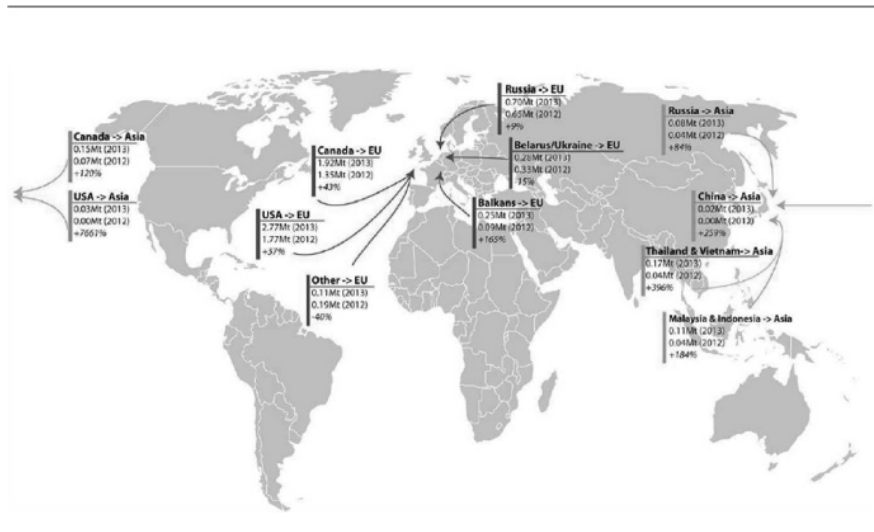 Russia -> EU
0.70Mt (2013)
0.65Mt (2012)
+9%
Russia -> Asia
0.08Mt (2013)
0.04Mt (2012)
+84%
Canada -> Asia
0.15Mt (2013)
0.07Mt (2012)
+120%
Canada -> EU
1.92Mt (2013)
1.35Mt (2012)
+43%
Belarus/Ukraine -> EU
0.28Mt (2013)
0.33Mt (2012)
-15%
USA -> Asia
0.03Mt (2013)
0.00Mt (2012)
+7661%
USA -> EU
2.77Mt (2013)
1.77Mt (2012)
+57%
Balkans -> EU
0.25Mt (2013)
0.09Mt (2012)
+165%
China -> Asia
0.02Mt (2013)
0.00Mt (2012)
+259%
Thailand & Vietnam-> Asia
0.17Mt (2013)
0.04Mt (2012)
+396%
Other -> EU
0.11Mt (2013)
0.19Mt (2012)
-40%
Malaysia & Indonesia -> Asia
0.11Mt (2013)
0.04Mt (2012)
+184%